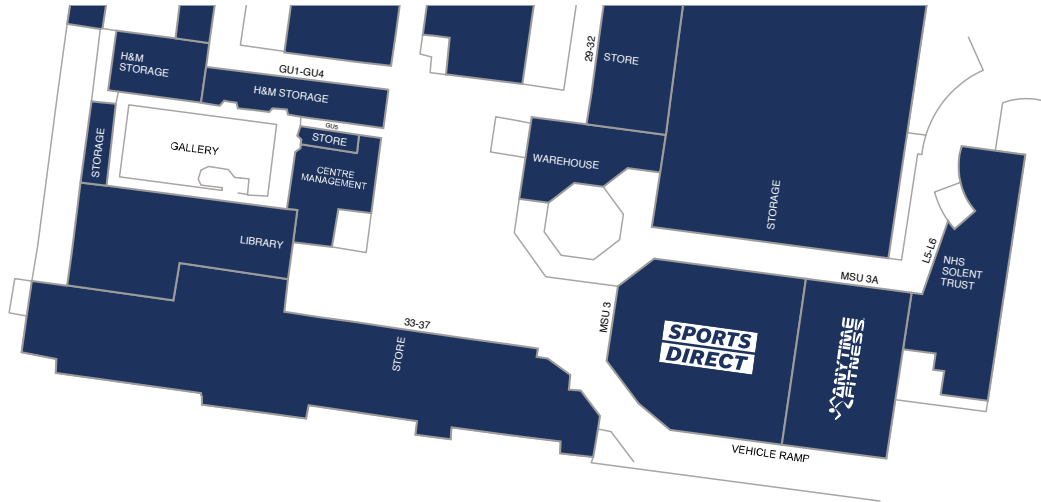 H&M
STORAGE
GU1-GU4
H&M STORAGE
29-32
STORE
GU5
STORE
GALLERY
STORAGE
CENTRE
MANAGEMENT
WAREHOUSE
STORAGE
LIBRARY
L5-L6
NHS
SOLENT
TRUST
MSU 3A
MSU 3
33-37
STORE
SPORTS
DIRECT
ANYTIME
FITNESS
VEHICLE RAMP